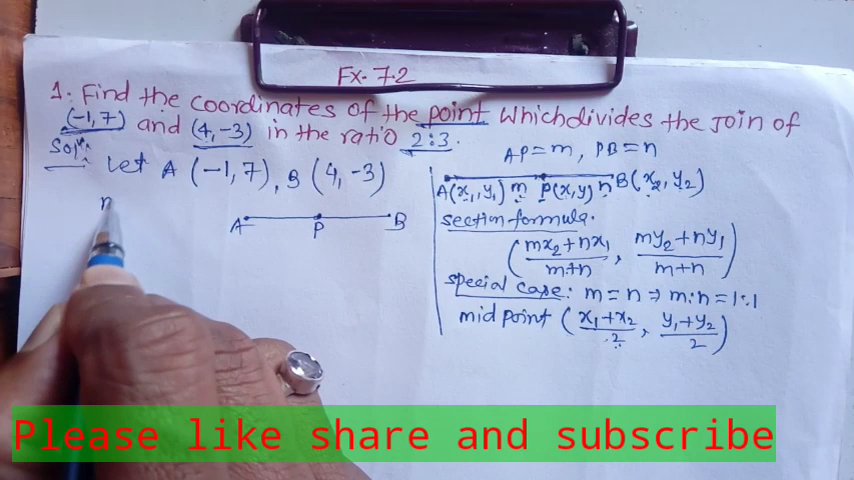 Ex. 7.2
1. Find the coordinates of the point which divides the join of
(-1,7) and (4,-3) in the ratio 2:3.
Sol: Let A (-1,7), B (4,-3)
A P B
AP=m, PB=n
A(x₁,y₁) m P(x,y) n B(x₂,y₂)
section formula.
(mx₂+nx₁/m+n, my₂+ny₁/m+n)
special case: m=n ⇒ m:n=1:1
mid point (x₁+x₂/2, y₁+y₂/2)
Please like share and subscribe